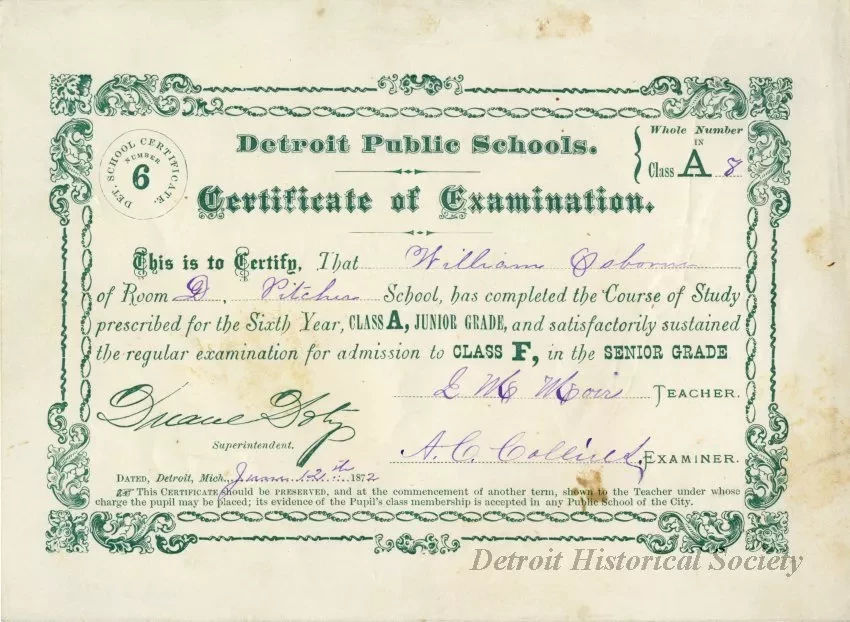 Detroit Public Schools.
Whole Number
IN
Class A 8
DET. SCHOOL CERTIFICATE.
NUMBER
6
Certificate of Examination.
This is to Certify, That William Osborne
of Room D, Pitcher School, has completed the Course of Study
prescribed for the Sixth Year, CLASS A, JUNIOR GRADE, and satisfactorily sustained
the regular examination for admission to CLASS F, in the SENIOR GRADE
Moir TEACHER.
Duane Doty
Superintendent.
A. C. EXAMINER.
DATED, Detroit, Mich., 12th 1872
This CERTIFICATE should be PRESERVED, and at the commencement of another term, shown to the Teacher under whose
charge the pupil may be placed; its evidence of the Pupil's class membership is accepted in any Public School of the City.
Detroit Historical Society